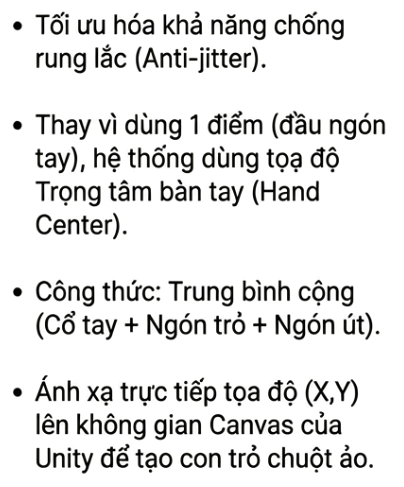 • Tối ưu hóa khả năng chống
rung lắc (Anti-jitter).
• Thay vì dùng 1 điểm (đầu ngón
tay), hệ thống dùng tọạ độ
Trọng tâm bàn tay (Hand
Center).
• Công thức: Trung bình cộng
(Cổ tay + Ngón trỏ + Ngón út).
• Ánh xạ trực tiếp tọa độ (X,Y)
lên không gian Canvas của
Unity để tạo con trỏ chuột ảo.